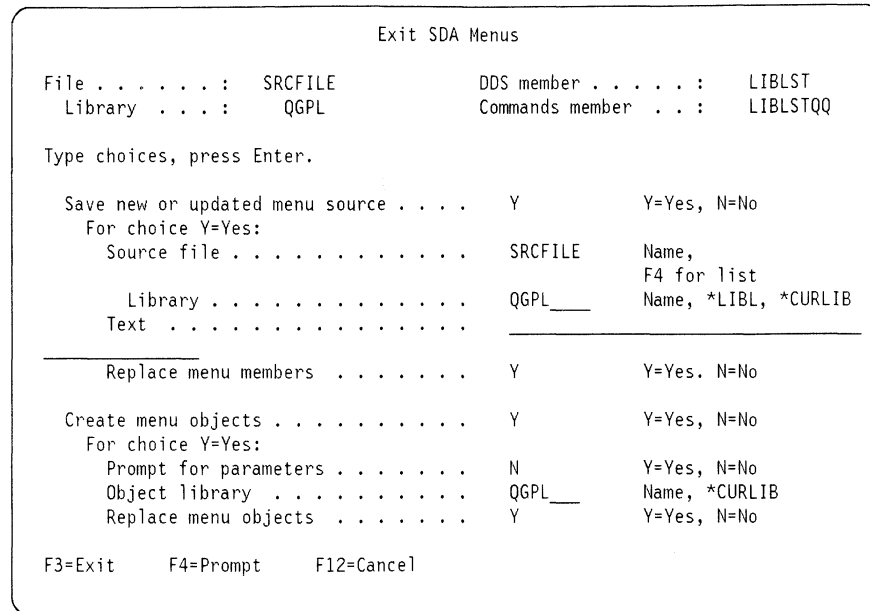 Exit SDA Menus
File . . . . . . : SRCFILE DDS member . . . . . : LIBLST
Library . . . : QGPL Commands member . . : LIBLSTQQ
Type choices, press Enter.
Save new or updated menu source . . . . Y Y=Yes, N=No
For choice Y=Yes:
Source file . . . . . . . . . . . . SRCFILE Name,
F4 for list
Library . . . . . . . . . . . . . QGPL____ Name, *LIBL, *CURLIB
Text . . . . . . . . . . . . . . .
Replace menu members . . . . . . . Y Y=Yes. N=No
Create menu objects . . . . . . . . . . Y Y=Yes, N=No
For choice Y=Yes:
Prompt for parameters . . . . . . . N Y=Yes, N=No
Object library . . . . . . . . . . QGPL___ Name, *CURLIB
Replace menu objects . . . . . . . Y Y=Yes, N=No
F3=Exit F4=Prompt F12=Cancel